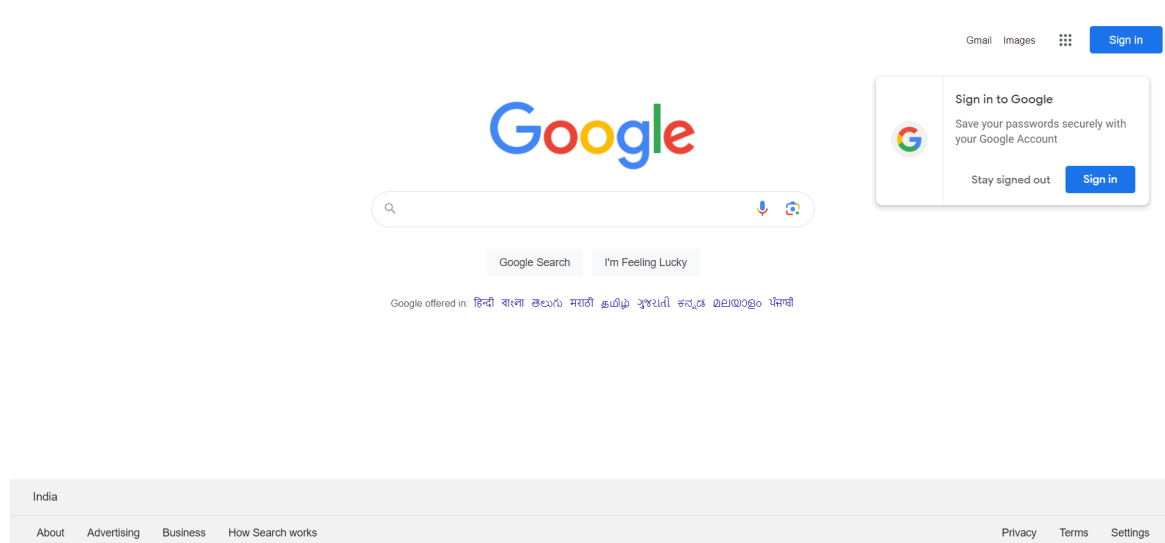 Gmail Images Sign in
Sign in to Google
Save your passwords securely with
your Google Account
Stay signed out Sign in
Google
Google Search I'm Feeling Lucky
Google offered in: हिन्दी বাংলা తెలుగు मराठी தமிழ் ગુજરાતી ಕನ್ನಡ മലയാളം ਪੰਜਾਬੀ
India
About Advertising Business How Search works Privacy Terms Settings